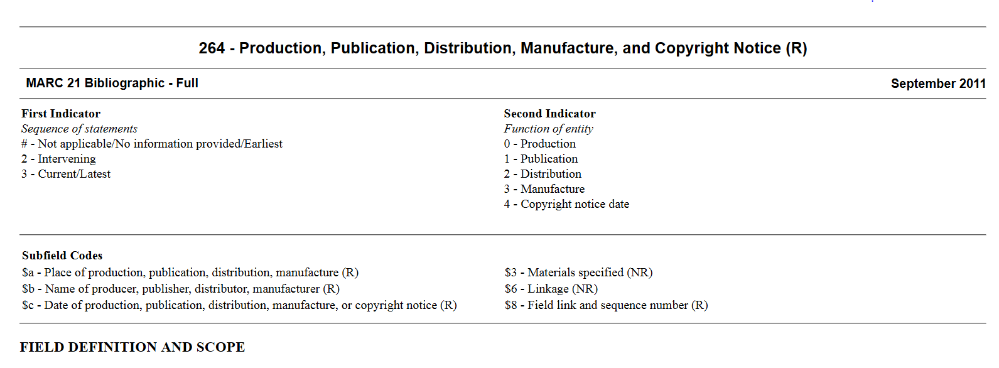 264 - Production, Publication, Distribution, Manufacture, and Copyright Notice (R)
MARC 21 Bibliographic - Full
September 2011
First Indicator
Sequence of statements
# - Not applicable/No information provided/Earliest
2 - Intervening
3 - Current/Latest
Second Indicator
Function of entity
0 - Production
1 - Publication
2 - Distribution
3 - Manufacture
4 - Copyright notice date
Subfield Codes
$a - Place of production, publication, distribution, manufacture (R)
$b - Name of producer, publisher, distributor, manufacturer (R)
$c - Date of production, publication, distribution, manufacture, or copyright notice (R)
$3 - Materials specified (NR)
$6 - Linkage (NR)
$8 - Field link and sequence number (R)
FIELD DEFINITION AND SCOPE